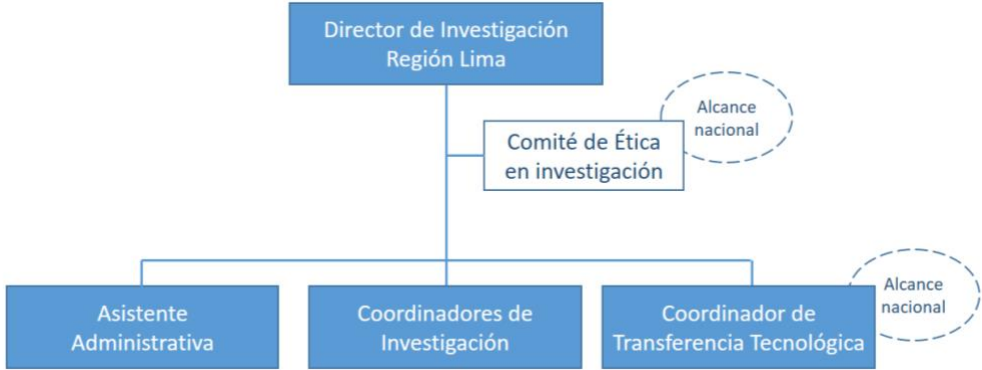 Director de Investigación
Región Lima
Alcance
nacional
Comité de Ética
en investigación
Alcance
nacional
Asistente
Administrativa
Coordinadores de
Investigación
Coordinador de
Transferencia Tecnológica